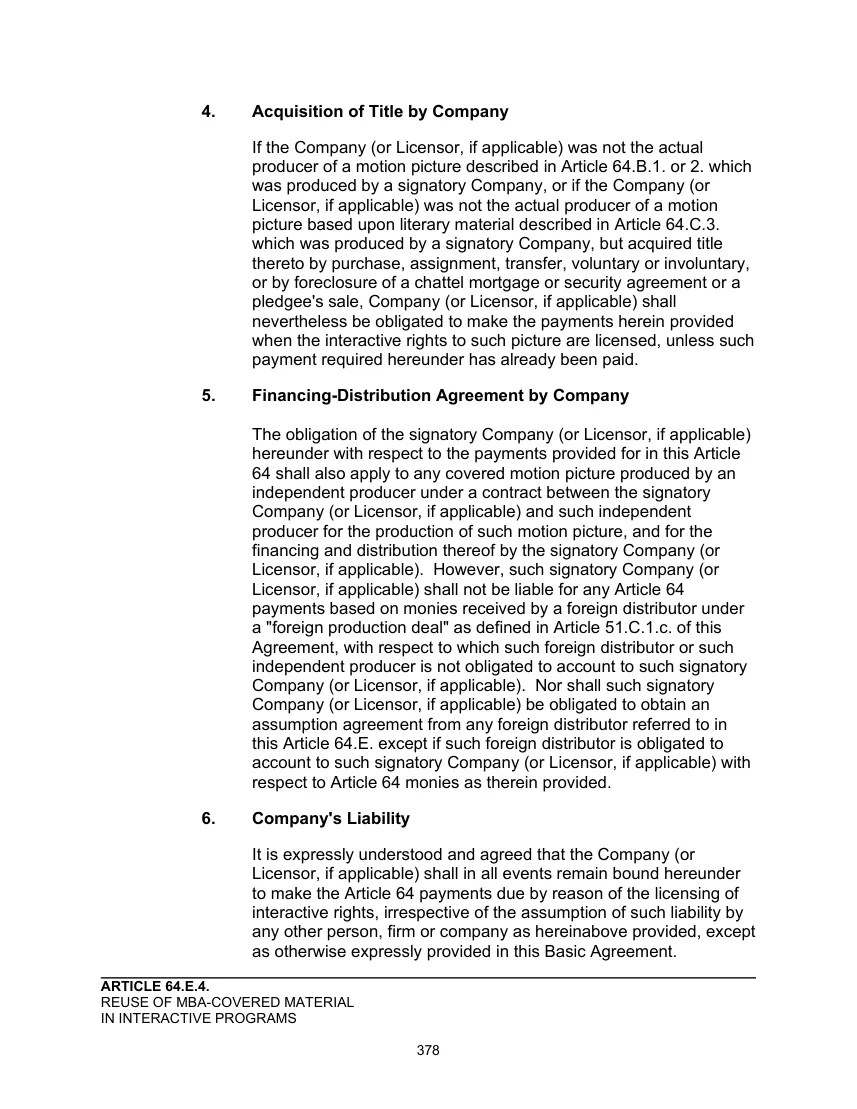 4. Acquisition of Title by Company
If the Company (or Licensor, if applicable) was not the actual
producer of a motion picture described in Article 64.B.1. or 2. which
was produced by a signatory Company, or if the Company (or
Licensor, if applicable) was not the actual producer of a motion
picture based upon literary material described in Article 64.C.3.
which was produced by a signatory Company, but acquired title
thereto by purchase, assignment, transfer, voluntary or involuntary,
or by foreclosure of a chattel mortgage or security agreement or a
pledgee's sale, Company (or Licensor, if applicable) shall
nevertheless be obligated to make the payments herein provided
when the interactive rights to such picture are licensed, unless such
payment required hereunder has already been paid.
5. Financing-Distribution Agreement by Company
The obligation of the signatory Company (or Licensor, if applicable)
hereunder with respect to the payments provided for in this Article
64 shall also apply to any covered motion picture produced by an
independent producer under a contract between the signatory
Company (or Licensor, if applicable) and such independent
producer for the production of such motion picture, and for the
financing and distribution thereof by the signatory Company (or
Licensor, if applicable).  However, such signatory Company (or
Licensor, if applicable) shall not be liable for any Article 64
payments based on monies received by a foreign distributor under
a "foreign production deal" as defined in Article 51.C.1.c. of this
Agreement, with respect to which such foreign distributor or such
independent producer is not obligated to account to such signatory
Company (or Licensor, if applicable).  Nor shall such signatory
Company (or Licensor, if applicable) be obligated to obtain an
assumption agreement from any foreign distributor referred to in
this Article 64.E. except if such foreign distributor is obligated to
account to such signatory Company (or Licensor, if applicable) with
respect to Article 64 monies as therein provided.
6. Company's Liability
It is expressly understood and agreed that the Company (or
Licensor, if applicable) shall in all events remain bound hereunder
to make the Article 64 payments due by reason of the licensing of
interactive rights, irrespective of the assumption of such liability by
any other person, firm or company as hereinabove provided, except
as otherwise expressly provided in this Basic Agreement.
ARTICLE 64.E.4.
REUSE OF MBA-COVERED MATERIAL
IN INTERACTIVE PROGRAMS
378